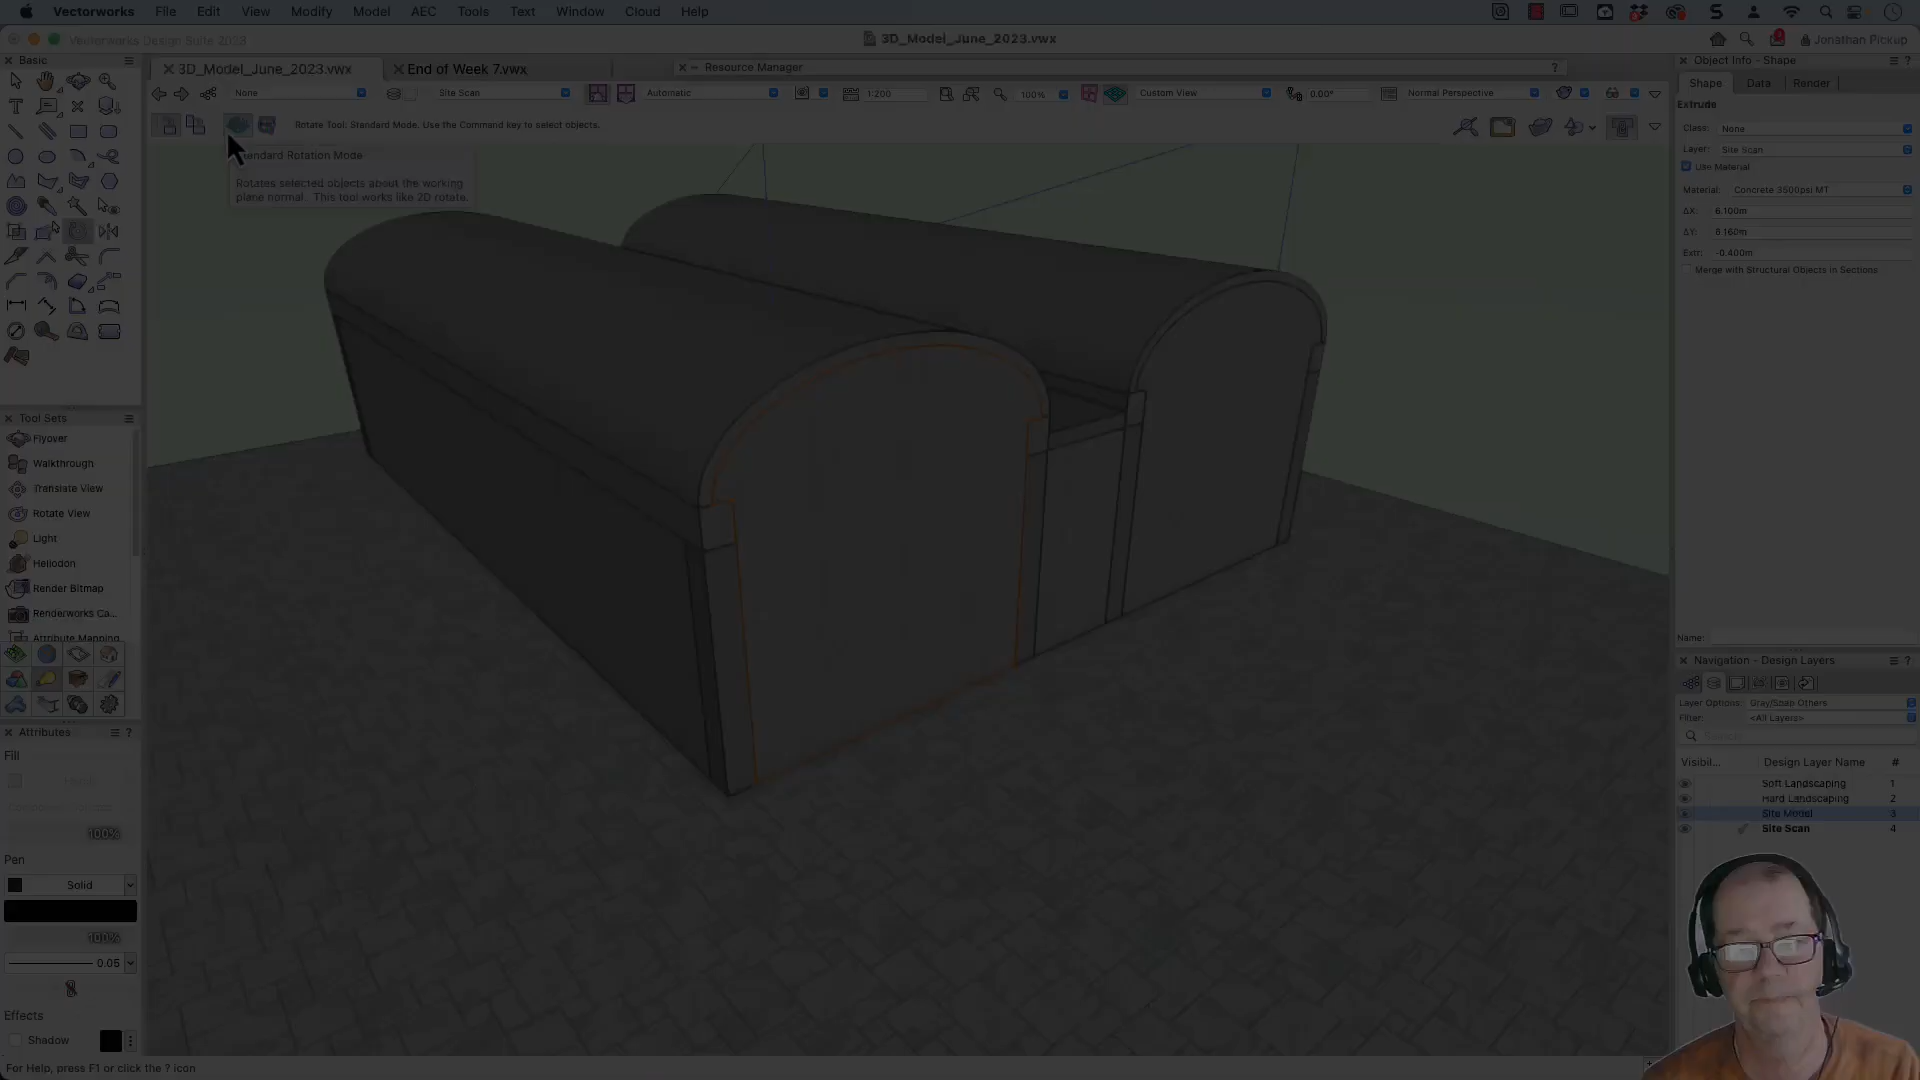 Vectorworks File Edit View Modify Model AEC Tools Text Window Cloud Help
Vectorworks Design Suite 2023
3D_Model_June_2023.vwx
Jonathan Pickup
Basic
3D_Model_June_2023.vwx
End of Week 7.vwx
Resource Manager
None
Site Scan
Automatic
1:200
100%
Custom View
0.00°
Normal Perspective
Rotate Tool: Standard Mode. Use the Command key to select objects.
Rotation Mode
Rotates selected objects about the working
plane normal. This tool works like 2D rotate.
Tool Sets
Flyover
Walkthrough
Translate View
Rotate View
Light
Heliodon
Render Bitmap
Renderworks Ca...
Attribute Mapping
Attributes
Fill
100%
Pen
Solid
100%
0.05
Effects
Shadow
For Help, press F1 or click the ? icon
Object Info - Shape
Shape Data Render
Extrude
Class: None
Layer: Site Scan
Use Material
Material: Concrete 3500psi MT
ΔX: 6.100m
ΔY: 6.160m
Extr: -0.400m
Merge with Structural Objects in Sections
Name:
Navigation - Design Layers
Layer Options: Gray/Snap Others
Filter: <All Layers>
Search
Visibil... Design Layer Name #
Soft Landscaping 1
Hard Landscaping 2
Site Model 3
Site Scan 4